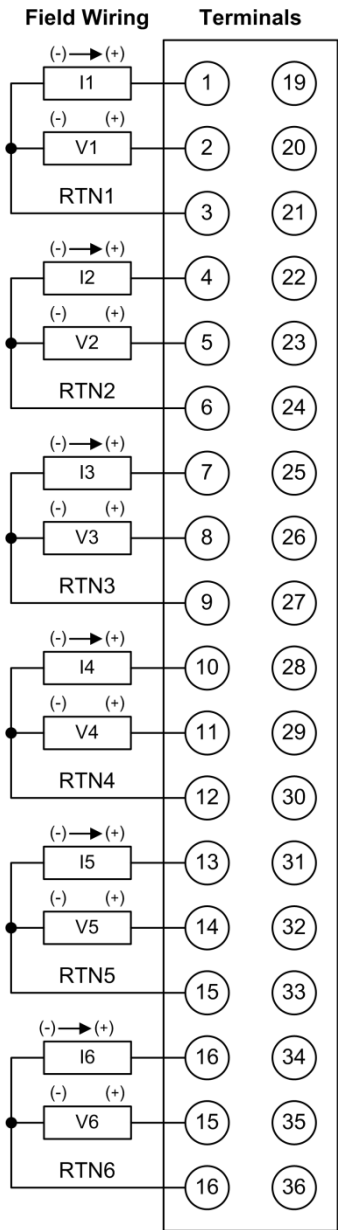 Field Wiring Terminals
(-) (+)
I1 1 19
(-) (+)
V1 2 20
RTN1 3 21
(-) (+)
I2 4 22
(-) (+)
V2 5 23
RTN2 6 24
(-) (+)
I3 7 25
(-) (+)
V3 8 26
RTN3 9 27
(-) (+)
I4 10 28
(-) (+)
V4 11 29
RTN4 12 30
(-) (+)
I5 13 31
(-) (+)
V5 14 32
RTN5 15 33
(-) (+)
I6 16 34
(-) (+)
V6 15 35
RTN6 16 36